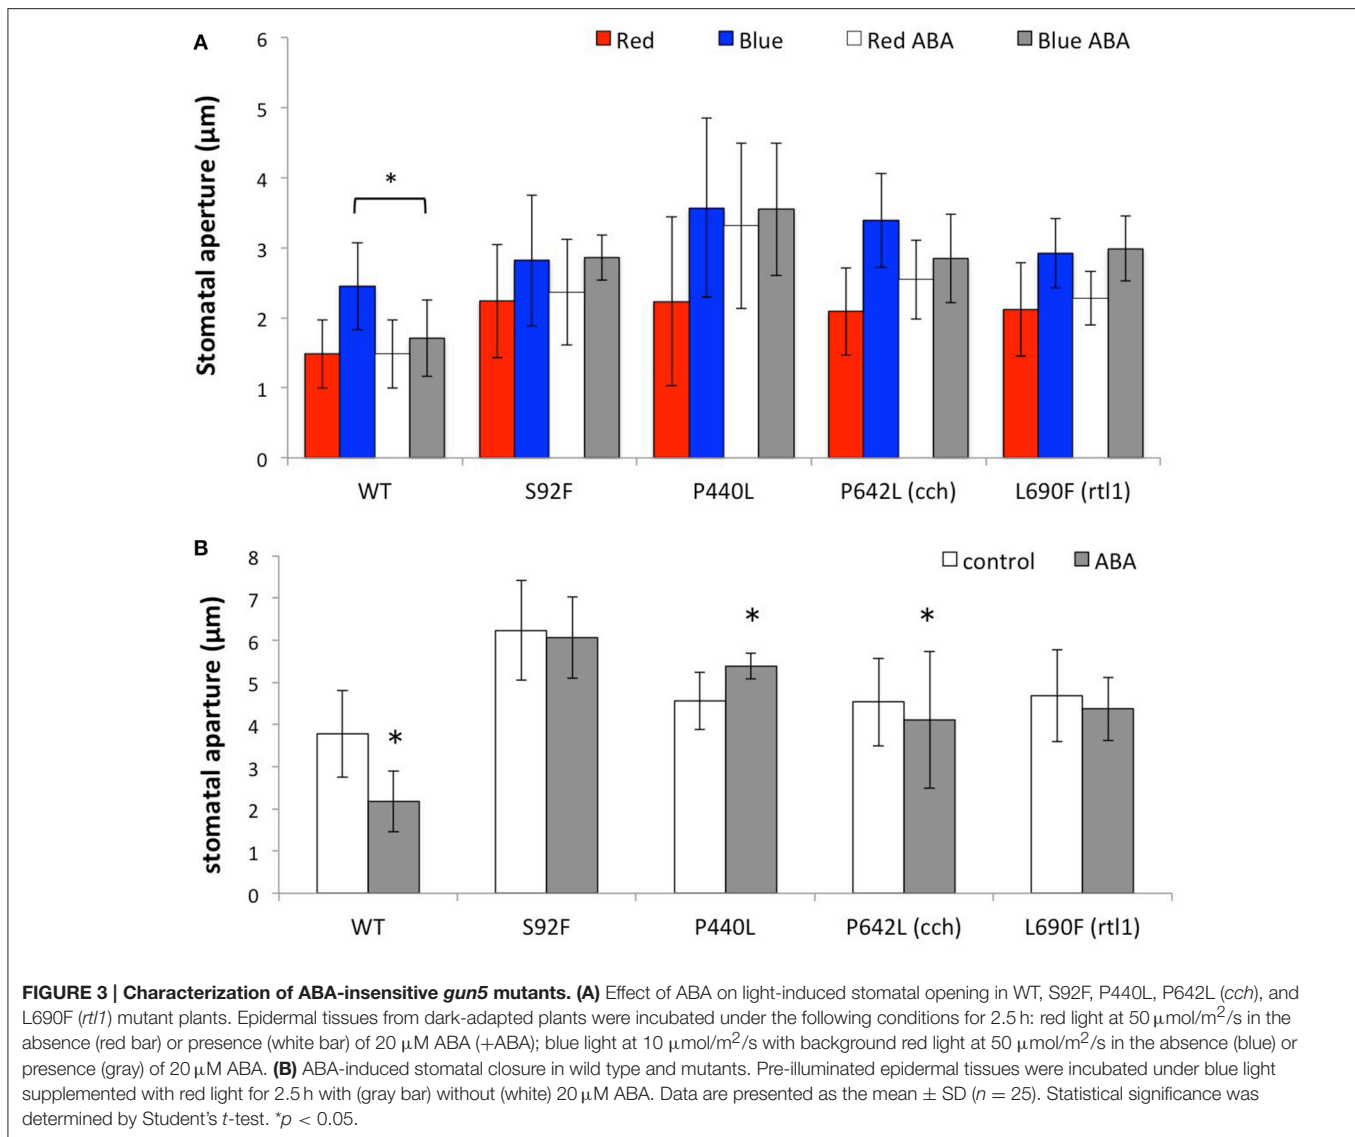 A
6
Red
Blue
Red ABA
Blue ABA
5
4
3
2
1
0
Stomatal aperture (µm)
*
WT
S92F
P440L
P642L (cch)
L690F (rtl1)
B
8
control
ABA
7
6
5
4
3
2
1
0
stomatal aparture (µm)
*
*
*
WT
S92F
P440L
P642L (cch)
L690F (rtl1)
FIGURE 3 | Characterization of ABA-insensitive gun5 mutants. (A) Effect of ABA on light-induced stomatal opening in WT, S92F, P440L, P642L (cch), and
L690F (rtl1) mutant plants. Epidermal tissues from dark-adapted plants were incubated under the following conditions for 2.5 h: red light at 50 µmol/m²/s in the
absence (red bar) or presence (white bar) of 20 µM ABA (+ABA); blue light at 10 µmol/m²/s with background red light at 50 µmol/m²/s in the absence (blue) or
presence (gray) of 20 µM ABA. (B) ABA-induced stomatal closure in wild type and mutants. Pre-illuminated epidermal tissues were incubated under blue light
supplemented with red light for 2.5 h with (gray bar) without (white) 20 µM ABA. Data are presented as the mean ± SD (n = 25). Statistical significance was
determined by Student's t-test. *p < 0.05.